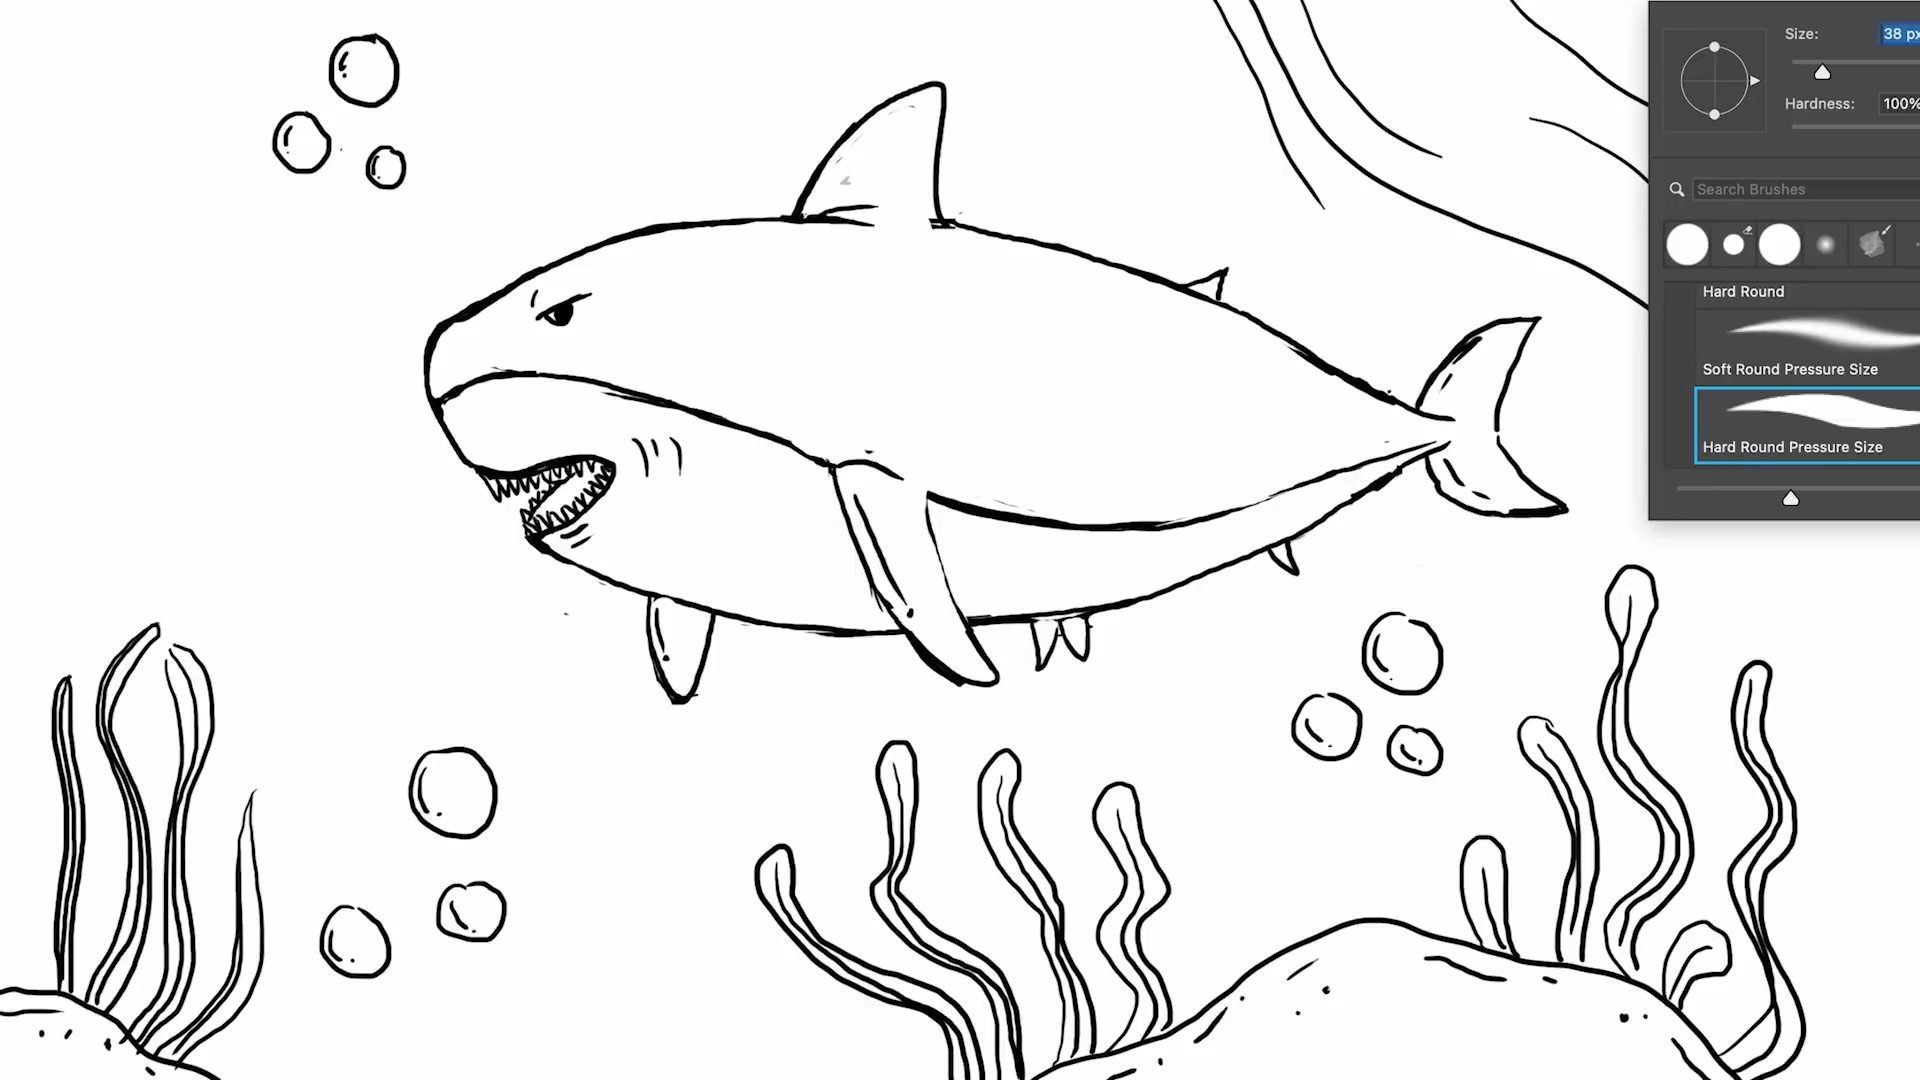 Size:
38 px
Hardness:
100%
Search Brushes
Hard Round
Soft Round Pressure Size
Hard Round Pressure Size